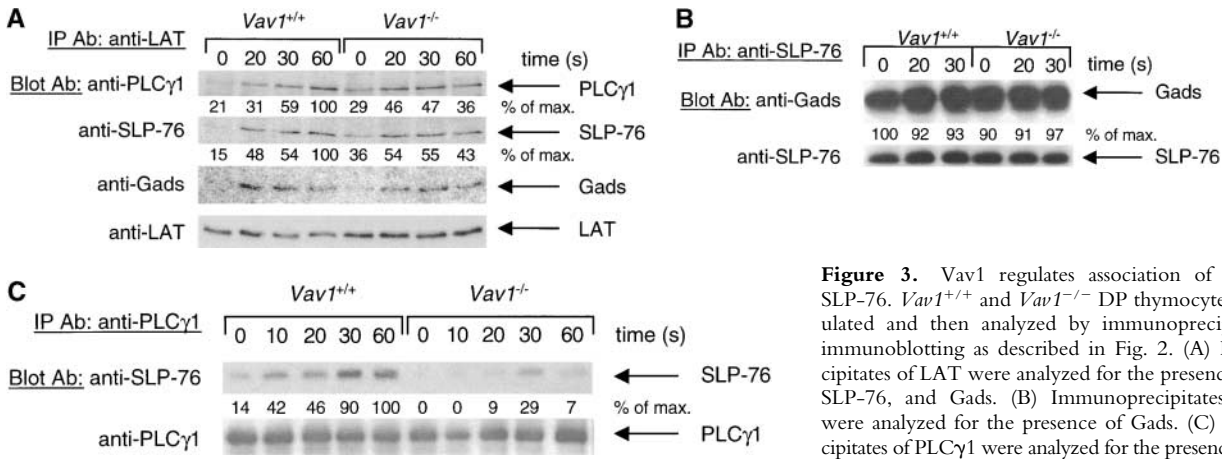 A
Vav1+/+ Vav1-/-
IP Ab: anti-LAT
0 20 30 60 0 20 30 60 time (s)
Blot Ab: anti-PLCγ1 PLCγ1
21 31 59 100 29 46 47 36 % of max.
anti-SLP-76 SLP-76
15 48 54 100 36 54 55 43 % of max.
anti-Gads Gads
anti-LAT LAT
B
Vav1+/+ Vav1-/-
IP Ab: anti-SLP-76
0 20 30 0 20 30 time (s)
Blot Ab: anti-Gads Gads
100 92 93 90 91 97 % of max.
anti-SLP-76 SLP-76
C
Vav1+/+ Vav1-/-
IP Ab: anti-PLCγ1
0 10 20 30 60 0 10 20 30 60 time (s)
Blot Ab: anti-SLP-76 SLP-76
14 42 46 90 100 0 0 9 29 7 % of max.
anti-PLCγ1 PLCγ1
Figure 3. Vav1 regulates association of
SLP-76. Vav1+/+ and Vav1−/− DP thymocyte
ulated and then analyzed by immunoprecip
immunoblotting as described in Fig. 2. (A)
cipitates of LAT were analyzed for the presence
SLP-76, and Gads. (B) Immunoprecipitates
were analyzed for the presence of Gads. (C)
cipitates of PLCγ1 were analyzed for the presenc